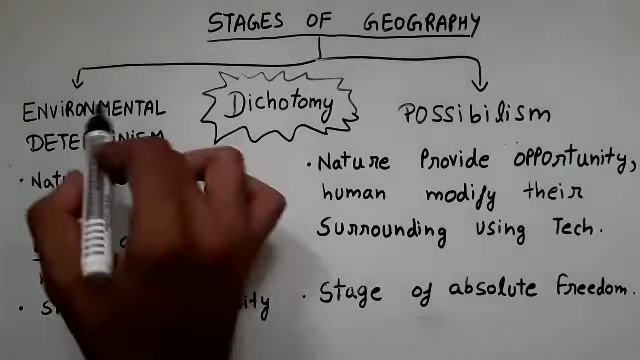 STAGES OF GEOGRAPHY
ENVIRONMENTAL
DETERMINISM
Dichotomy
POSSIBILISM
• Nature Provide opportunity,
human modify their
Surrounding using Tech.
• Stage of absolute Freedom.